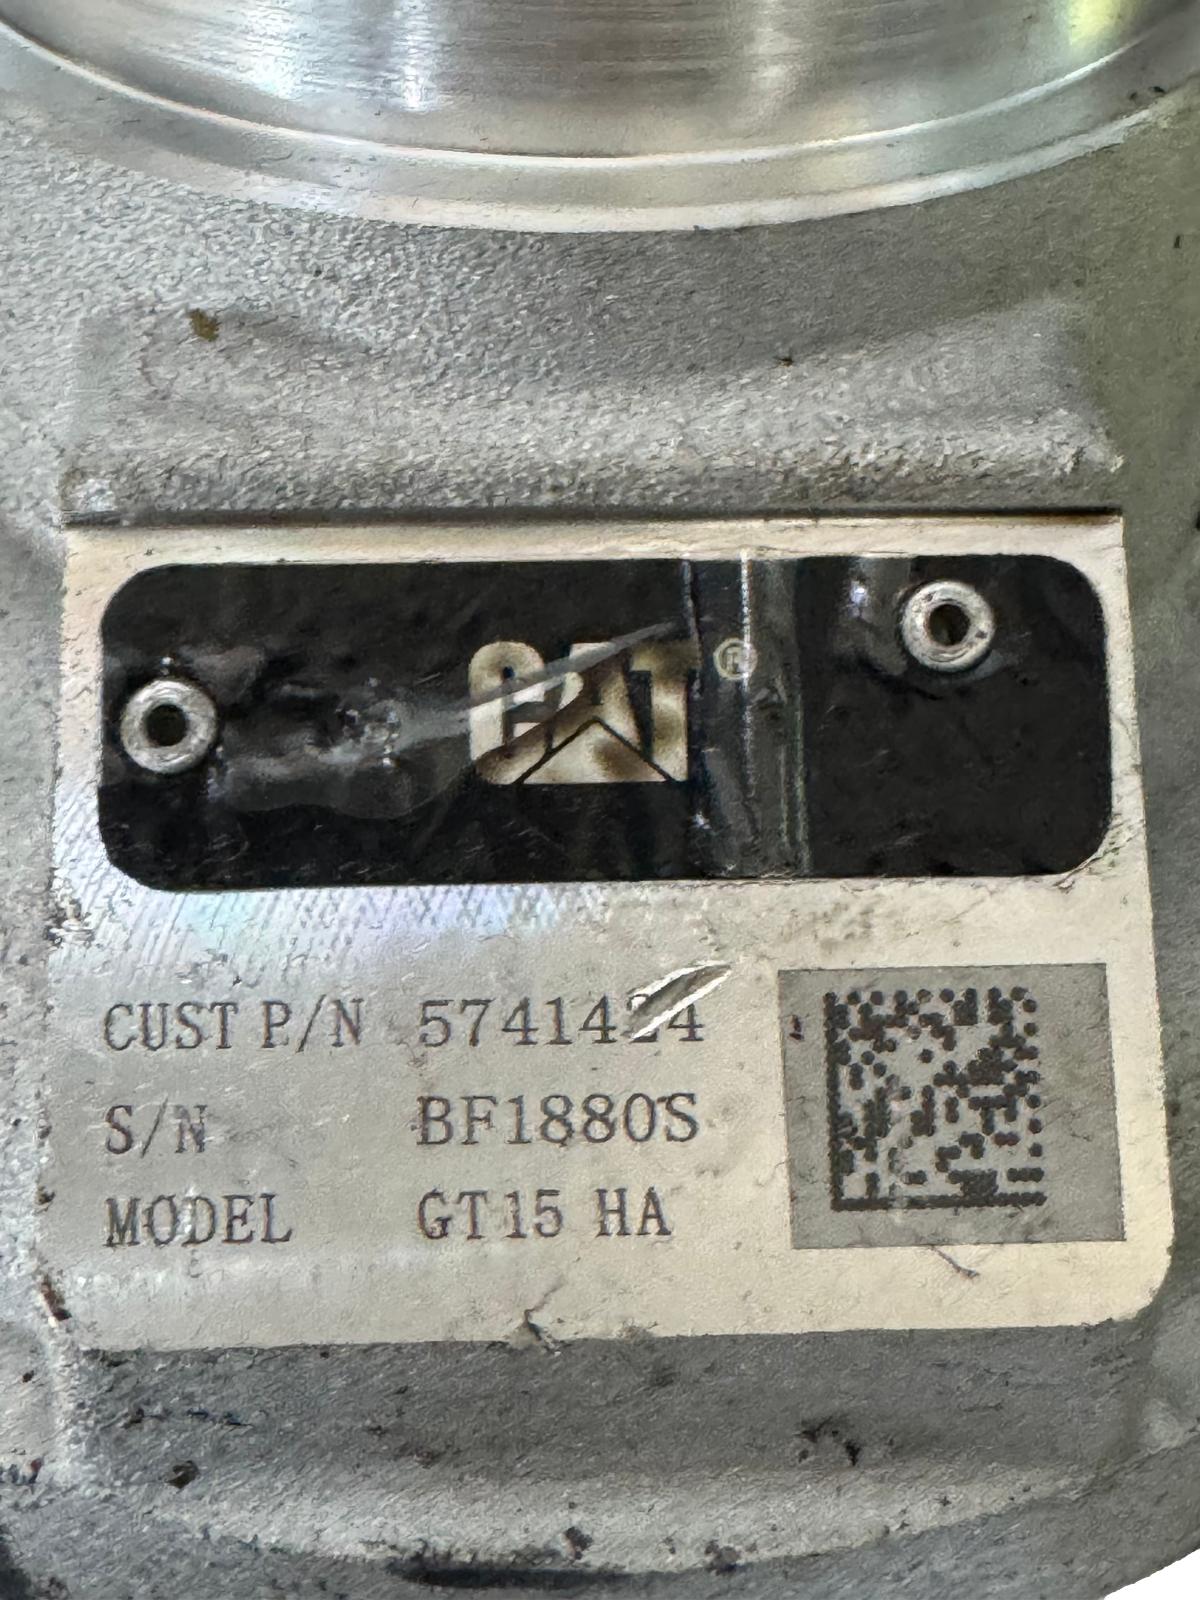 CAT®
CUST P/N 5741424
S/N BF1880S
MODEL GT15 HA